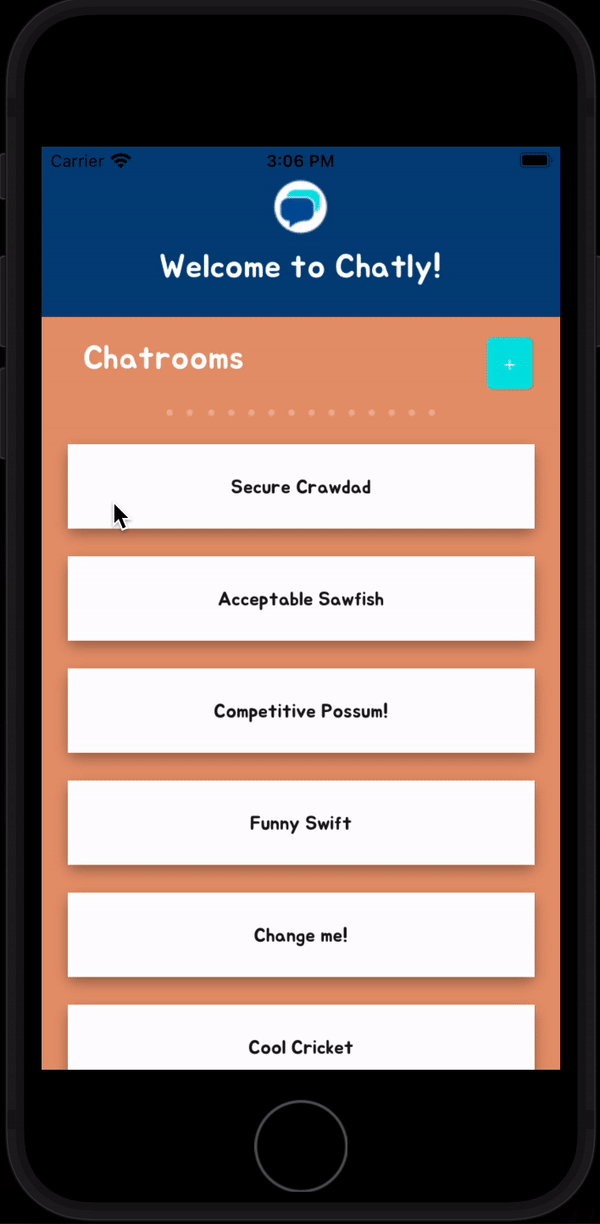 Carrier 3:06 PM
Welcome to Chatly!
Chatrooms
+
Secure Crawdad
Acceptable Sawfish
Competitive Possum!
Funny Swift
Change me!
Cool Cricket